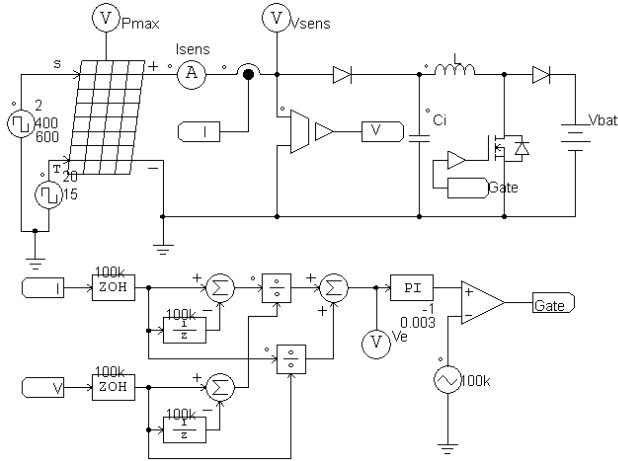 V
Pmax
V
Vsens
Isens
S
+
A
2
400
600
I
V
Ci
L
Vbat
T
20
15
−
Gate
100k
I
ZOH
+
Σ
−
÷
+
Σ
+
PI
-1
0.003
+
−
Gate
100k
1
z
÷
V
Ve
100k
100k
V
ZOH
+
Σ
−
100k
1
z